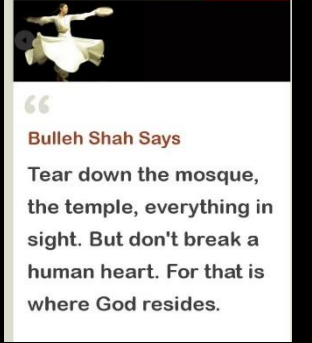 “
Bulleh Shah Says
Tear down the mosque,
the temple, everything in
sight. But don't break a
human heart. For that is
where God resides.